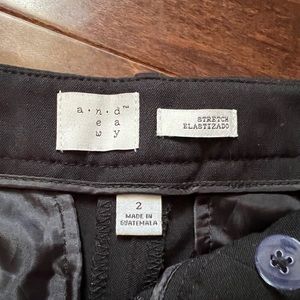 a · n · d™
n a
e a
w y
STRETCH
ELASTIZADO
2
MADE IN
GUATEMALA